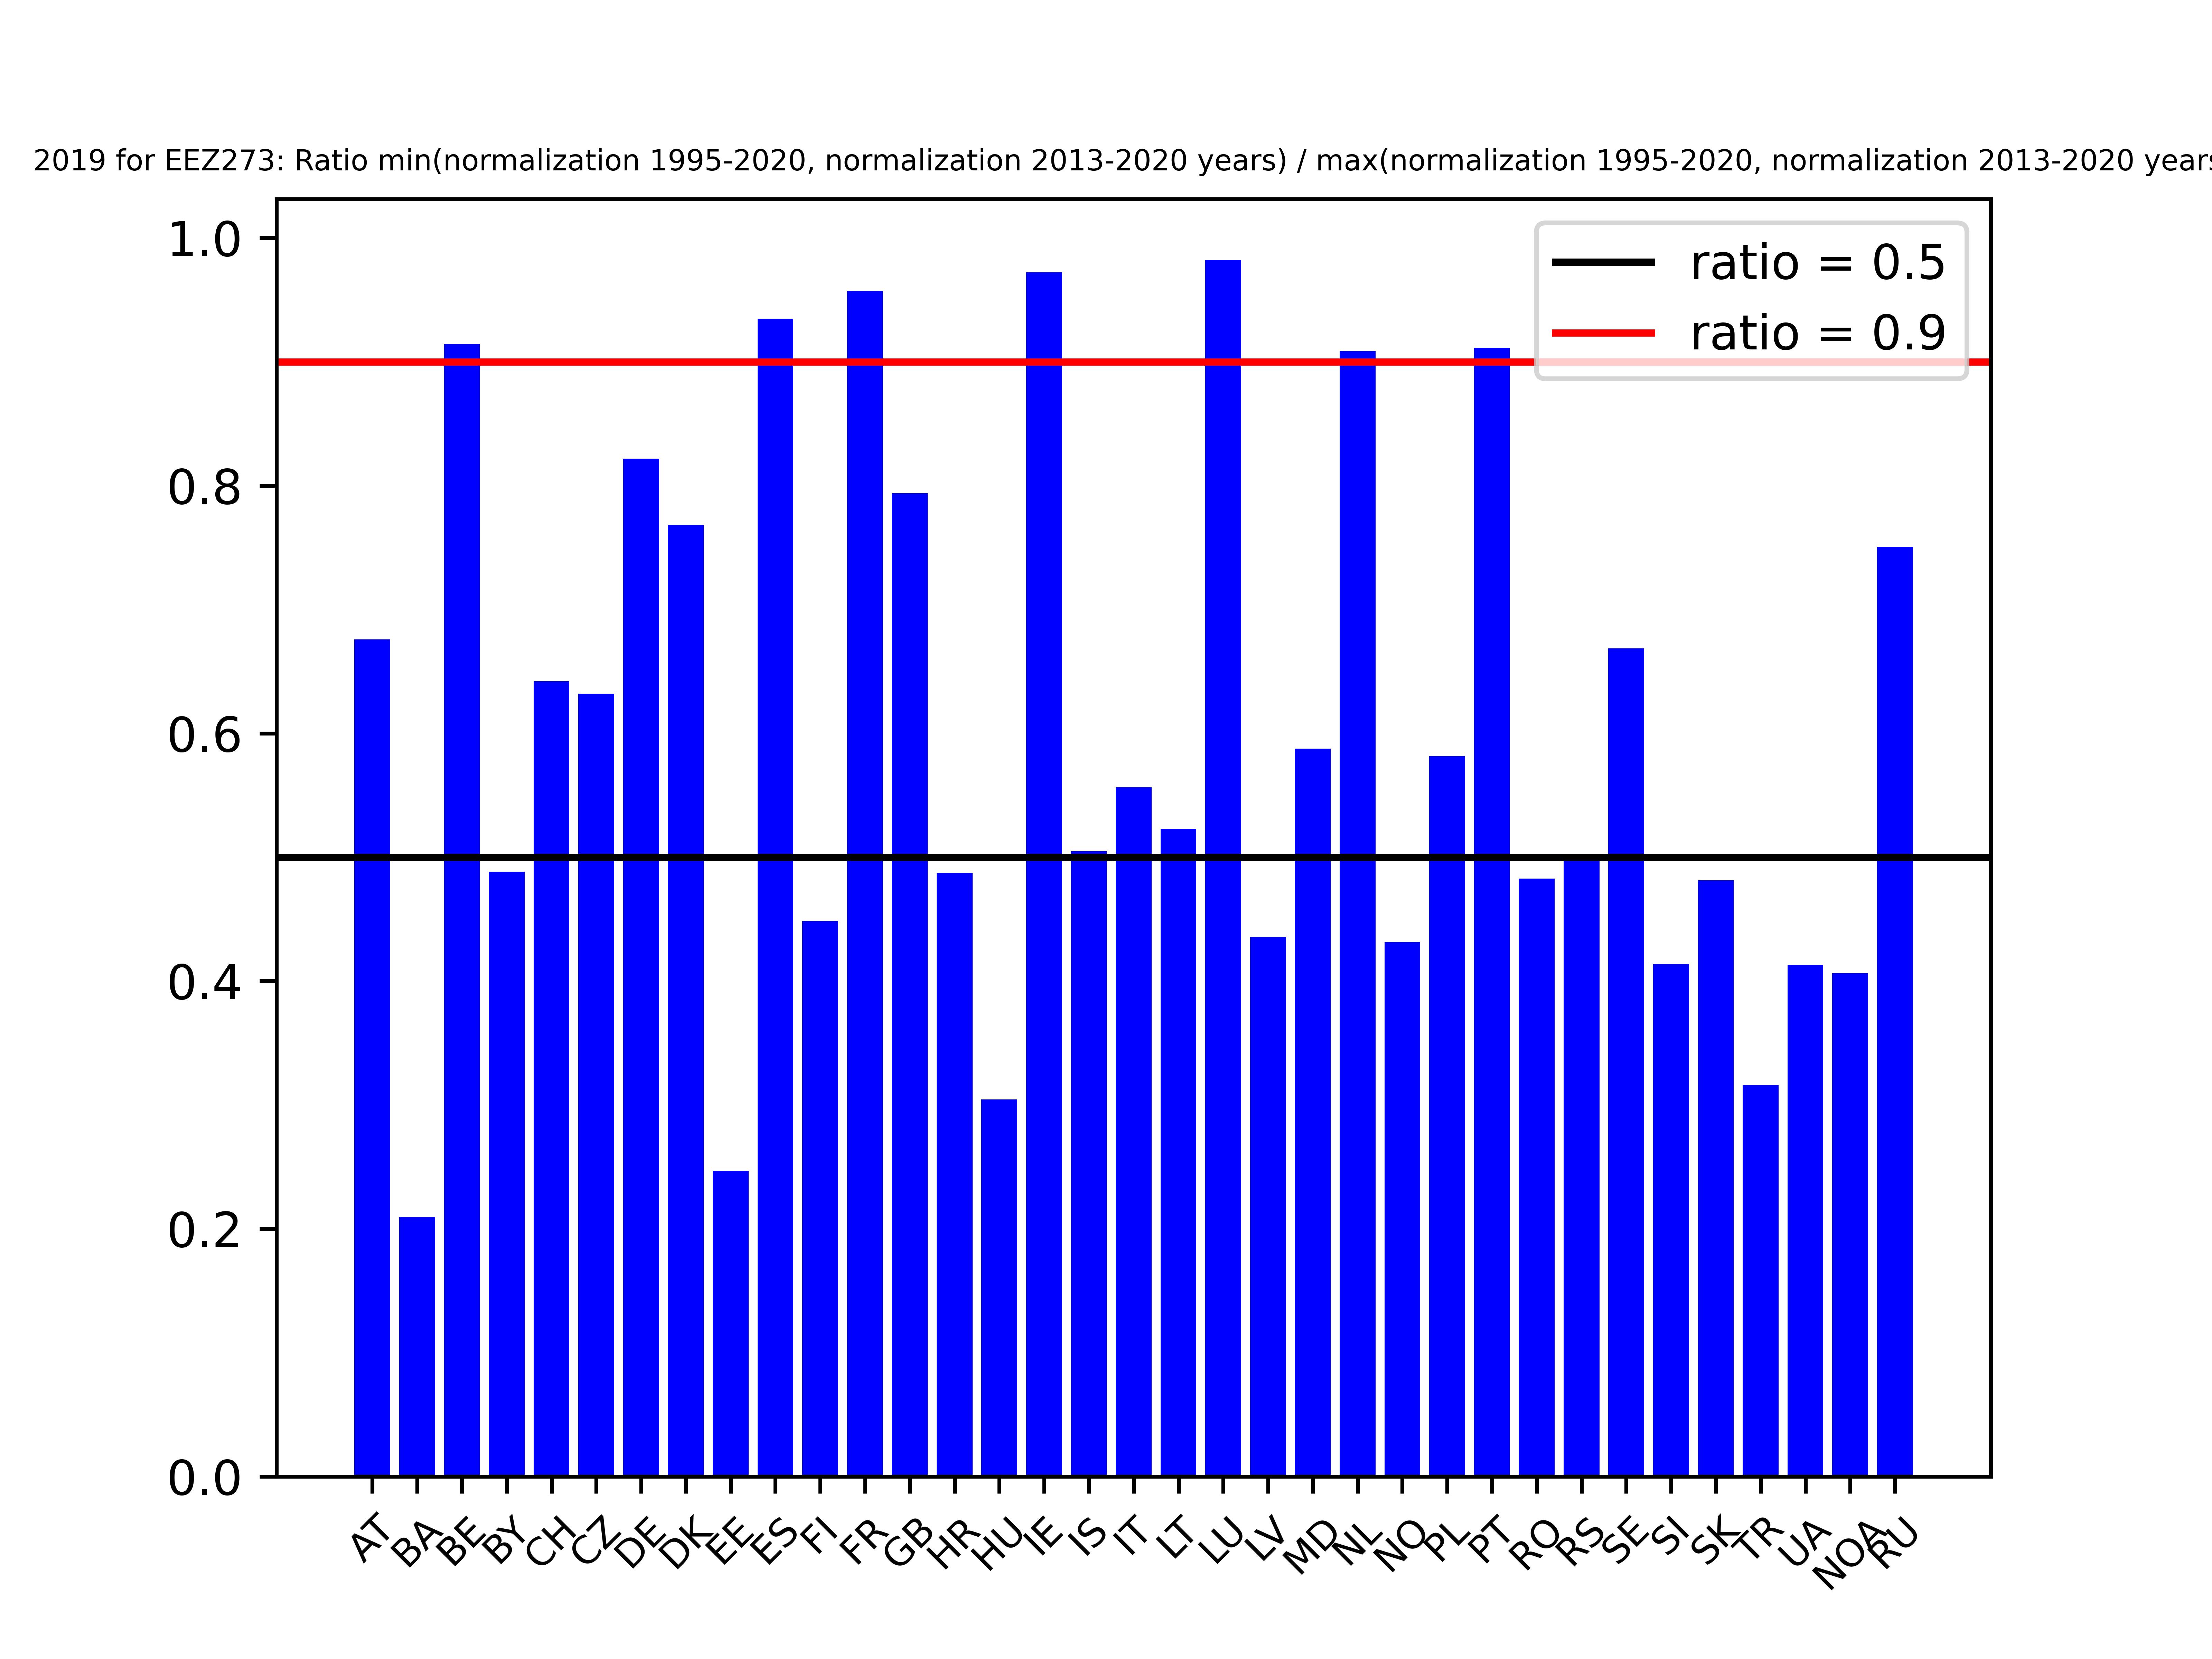 2019 for EEZ273: Ratio min(normalization 1995-2020, normalization 2013-2020 years) / max(normalization 1995-2020, normalization 2013-2020 years
ratio = 0.5
ratio = 0.9
1.0
0.8
0.6
0.4
0.2
0.0
AT BA BE BY CH CZ DE DK EE ES FI FR GB HR HU IE IS IT LT LU LV MD NL NO PL PT RO RS SE SI SK TR UA NOA RU